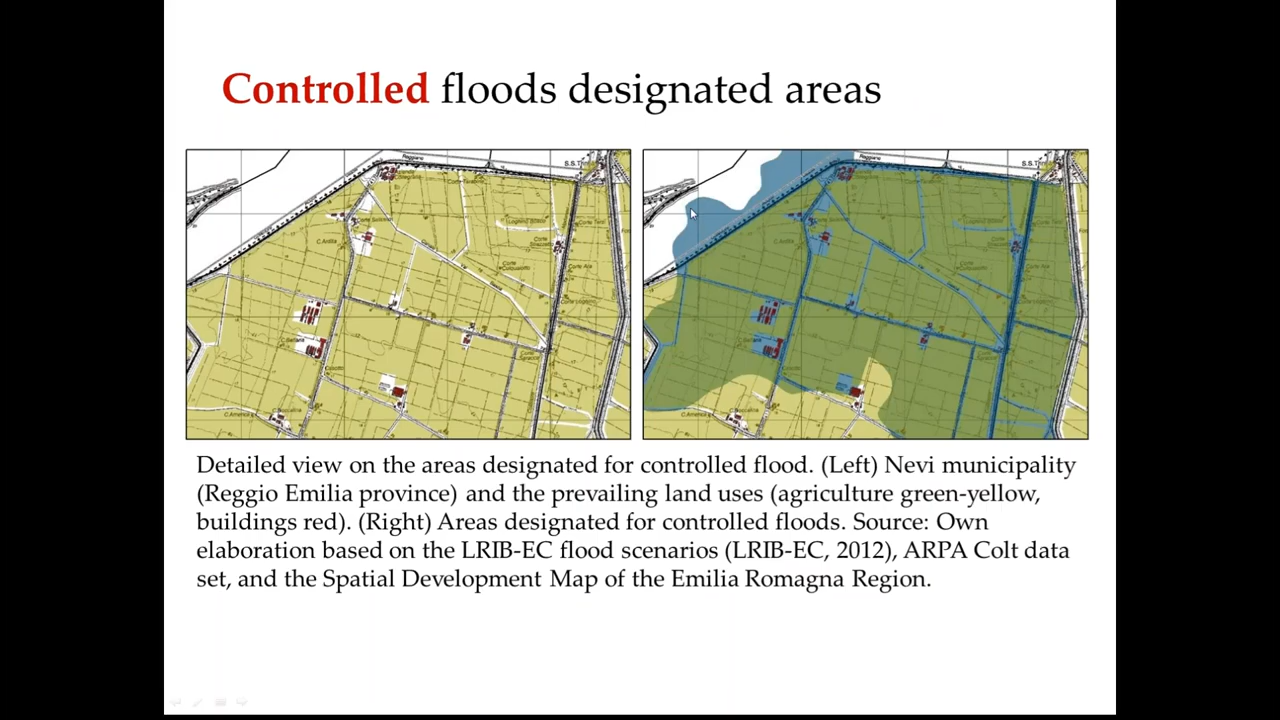 Controlled floods designated areas
Reggiano
Reggiano
Detailed view on the areas designated for controlled flood. (Left) Nevi municipality
(Reggio Emilia province) and the prevailing land uses (agriculture green-yellow,
buildings red). (Right) Areas designated for controlled floods. Source: Own
elaboration based on the LRIB-EC flood scenarios (LRIB-EC, 2012), ARPA Colt data
set, and the Spatial Development Map of the Emilia Romagna Region.